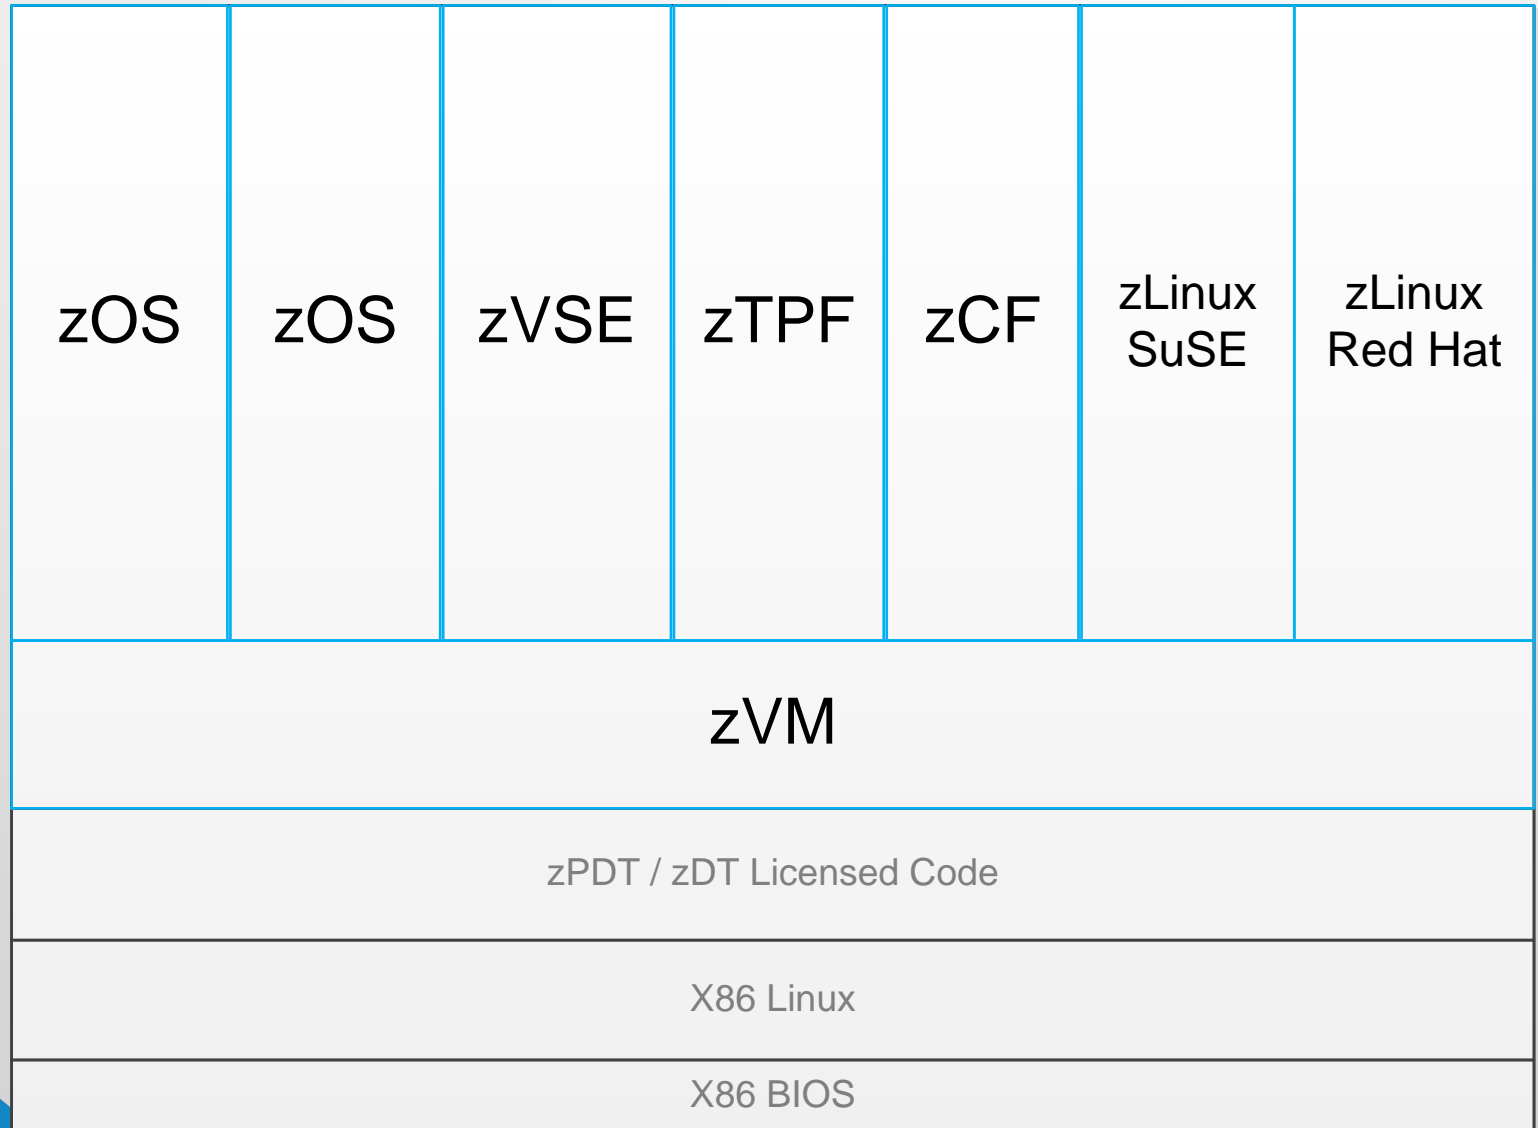 zOS
zOS
zVSE
zTPF
zCF
zLinux
SuSE
zLinux
Red Hat
zVM
zPDT / zDT Licensed Code
X86 Linux
X86 BIOS